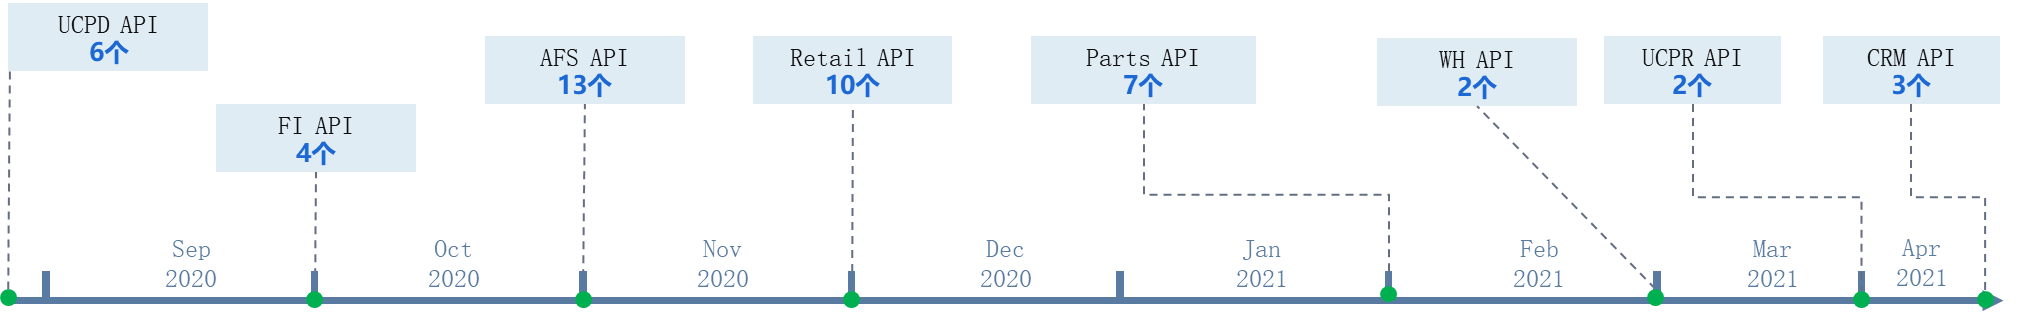 UCPD API
6个
FI API
4个
AFS API
13个
Retail API
10个
Parts API
7个
WH API
2个
UCPR API
2个
CRM API
3个
Sep
2020
Oct
2020
Nov
2020
Dec
2020
Jan
2021
Feb
2021
Mar
2021
Apr
2021